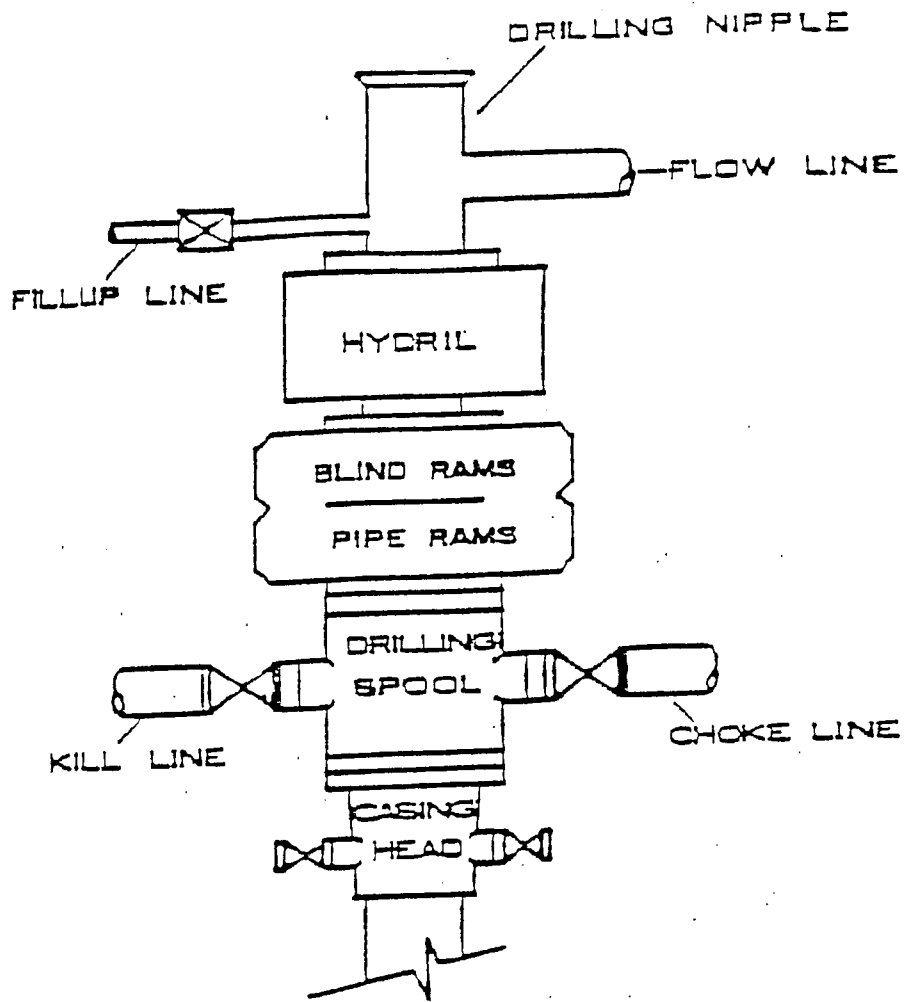 DRILLING NIPPLE
FLOW LINE
FILLUP LINE
HYDRIL
BLIND RAMS
PIPE RAMS
DRILLING
SPOOL
KILL LINE
CHOKE LINE
CASING
HEAD